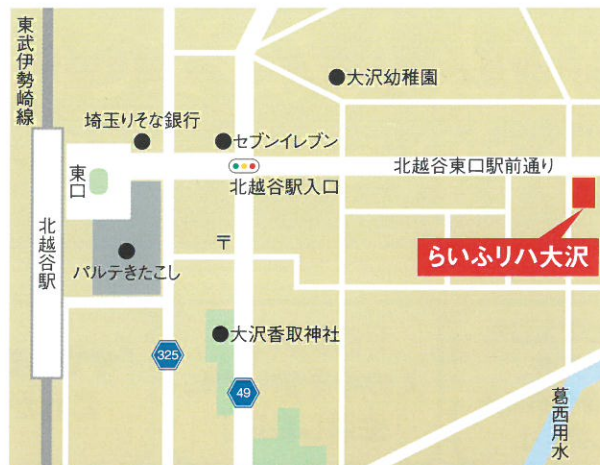 東武伊勢崎線
大沢幼稚園
埼玉りそな銀行
セブンイレブン
東口
北越谷駅入口
北越谷東口駅前通り
北越谷駅
〒
らいふリハ大沢
パルテきたこし
大沢香取神社
325
49
葛西用水